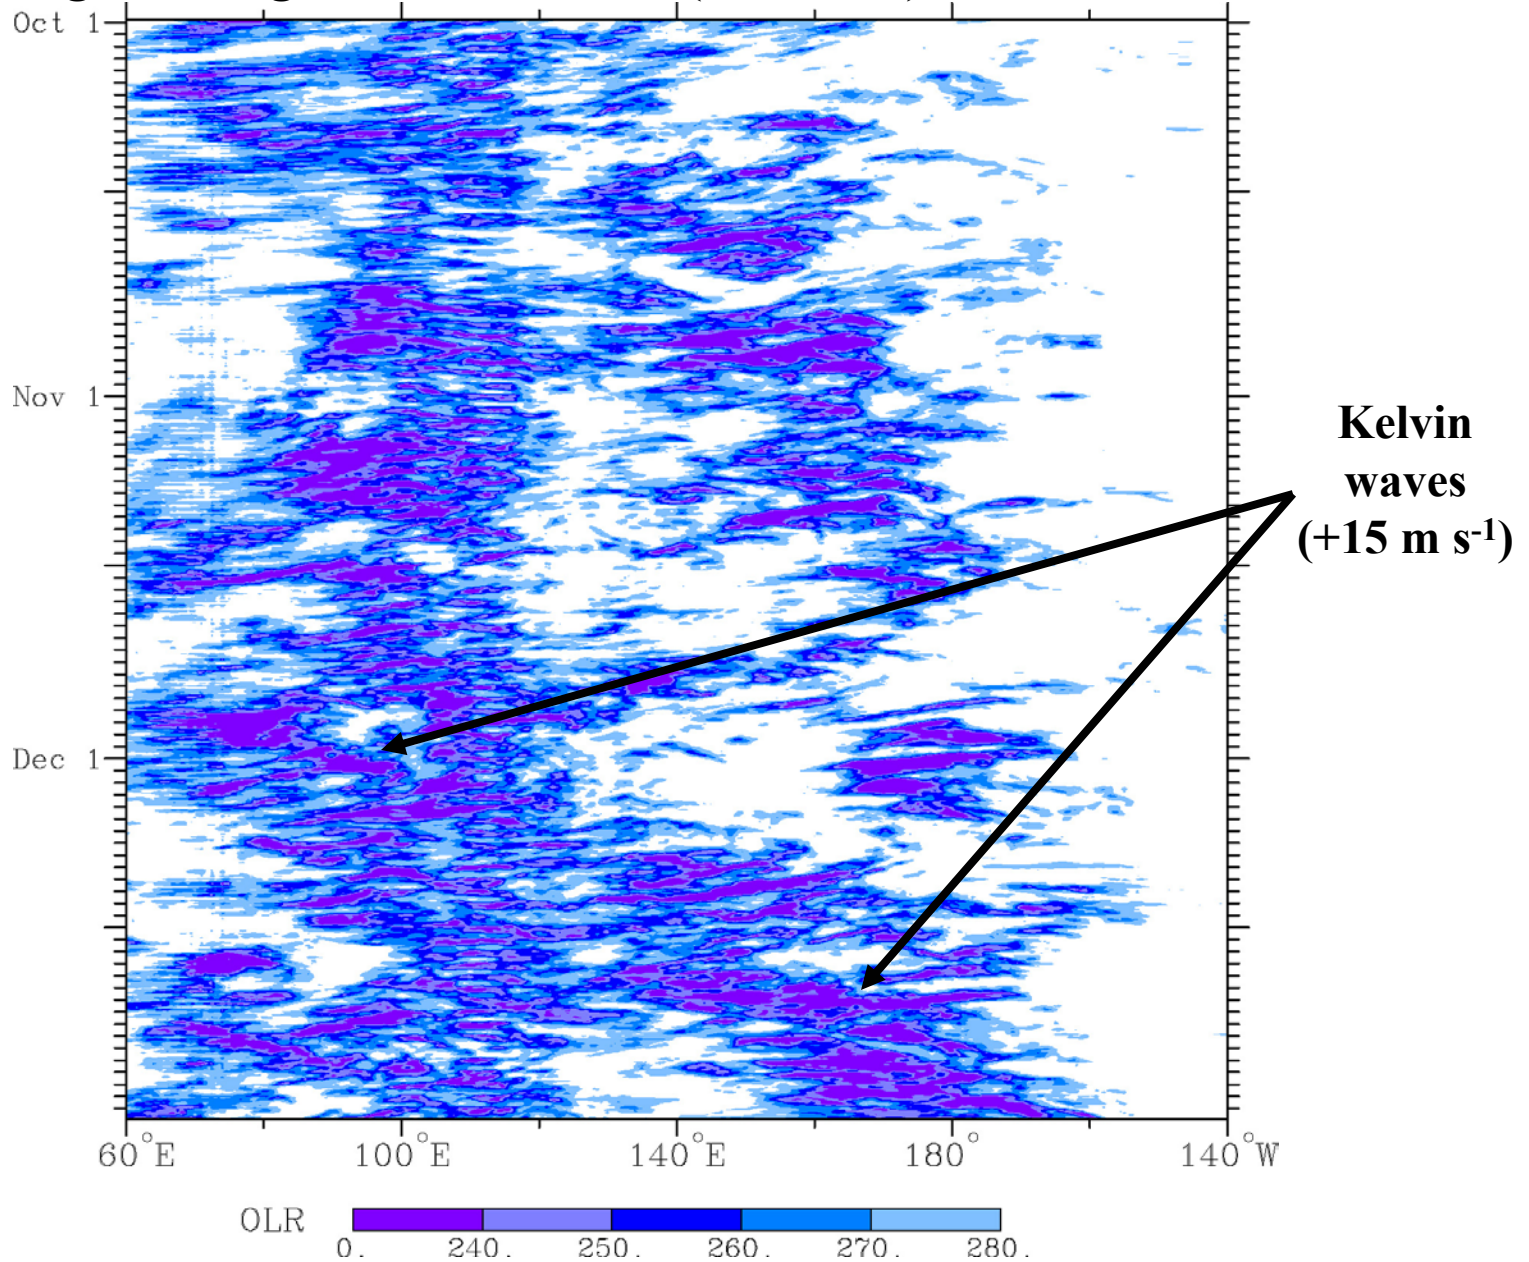 Oct 1
Nov 1
Dec 1
Kelvin
waves
(+15 m s-1)
60°E 100°E 140°E 180° 140°W
OLR
0. 240. 250. 260. 270. 280.